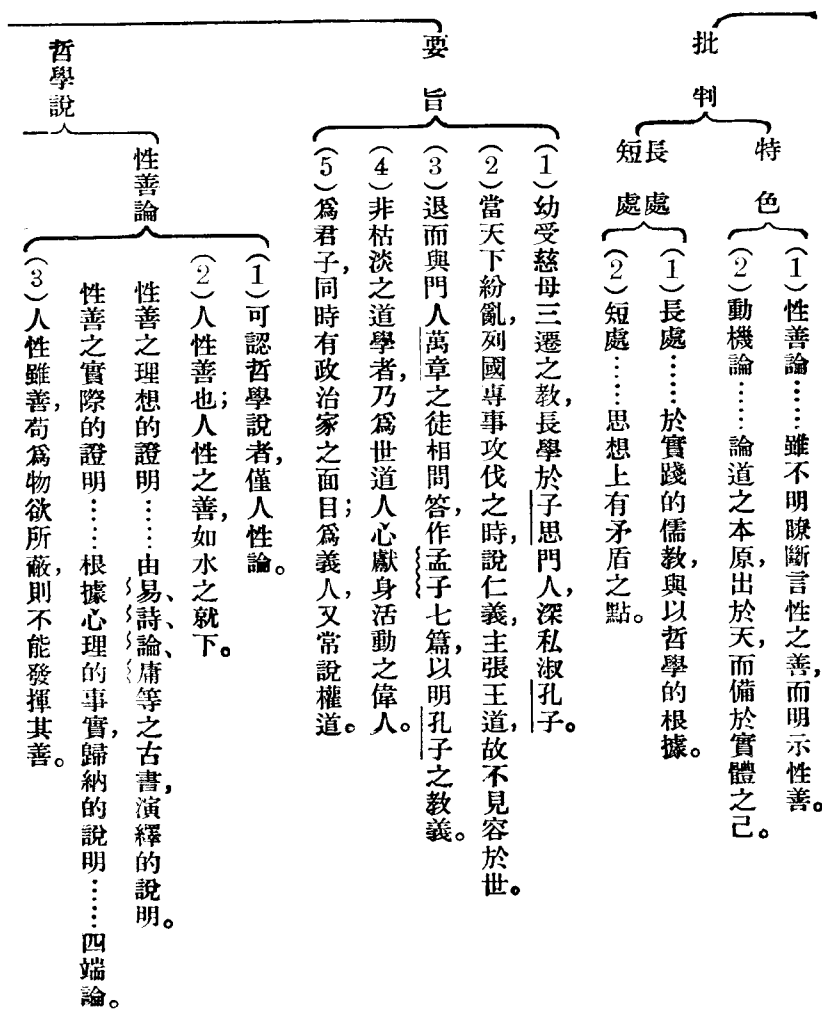 批判
特色
(1)性善論……雖不明瞭斷言性之善，而明示性善。
(2)動機論……論道之本原，出於天，而備於實體之己。
長處
短處
(1)長處……於實踐的儒教，與以哲學的根據。
(2)短處……思想上有矛盾之點。
要旨
(1)幼受慈母三遷之教，長學於子思門人，深私淑孔子。
(2)當天下紛亂，列國專事攻伐之時，說仁義，主張王道，故不見容於世。
(3)退而與門人萬章之徒相問答，作孟子七篇，以明孔子之教義。
(4)非枯淡之道學者，乃爲世道人心獻身活動之偉人。
(5)爲君子，同時有政治家之面目；爲義人，又常說權道。
哲學說
性善論
(1)可認哲學說者，僅人性論。
(2)人性善也；人性之善，如水之就下。
性善之理想的證明……由易、詩、論、庸等之古書，演繹的說明。
性善之實際的證明……根據心理的事實，歸納的說明……四端論。
(3)人性雖善，苟爲物欲所蔽，則不能發揮其善。